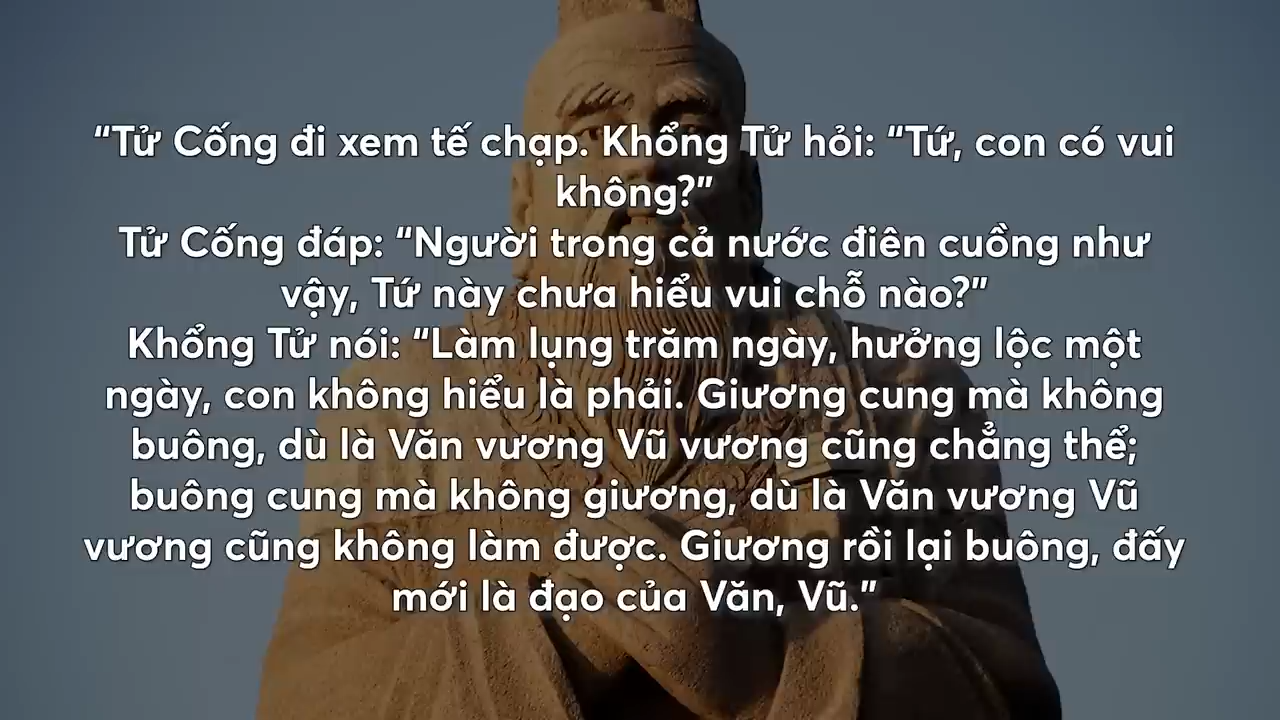 “Tử Cống đi xem tế chạp. Khổng Tử hỏi: “Tứ, con có vui
không?”
Tử Cống đáp: “Người trong cả nước điên cuồng như
vậy, Tứ này chưa hiểu vui chỗ nào?”
Khổng Tử nói: “Làm lụng trăm ngày, hưởng lộc một
ngày, con không hiểu là phải. Giương cung mà không
buông, dù là Văn vương Vũ vương cũng chẳng thể;
buông cung mà không giương, dù là Văn vương Vũ
vương cũng không làm được. Giương rồi lại buông, đấy
mới là đạo của Văn, Vũ.”